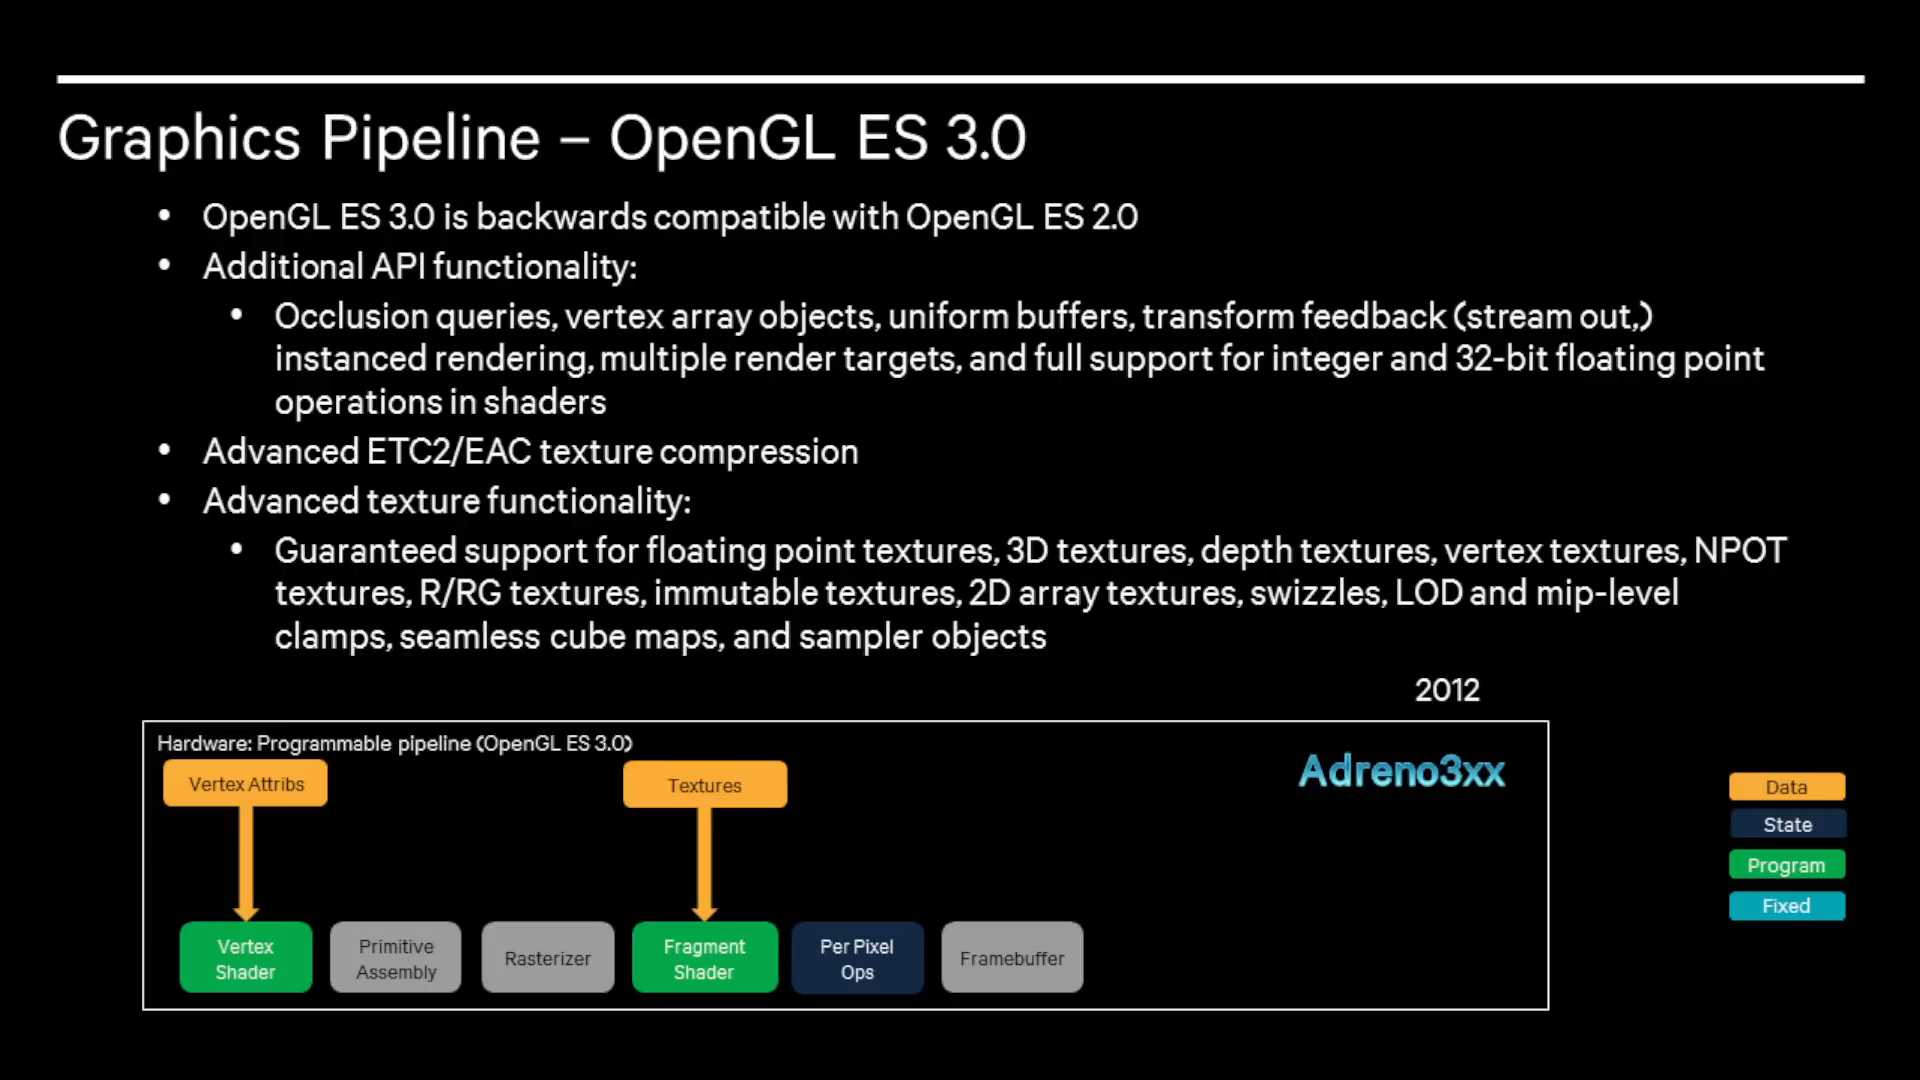 Graphics Pipeline – OpenGL ES 3.0
• OpenGL ES 3.0 is backwards compatible with OpenGL ES 2.0
• Additional API functionality:
• Occlusion queries, vertex array objects, uniform buffers, transform feedback (stream out,)
instanced rendering, multiple render targets, and full support for integer and 32-bit floating point
operations in shaders
• Advanced ETC2/EAC texture compression
• Advanced texture functionality:
• Guaranteed support for floating point textures, 3D textures, depth textures, vertex textures, NPOT
textures, R/RG textures, immutable textures, 2D array textures, swizzles, LOD and mip-level
clamps, seamless cube maps, and sampler objects
2012
Hardware: Programmable pipeline (OpenGL ES 3.0)
Adreno3xx
Vertex Attribs
Textures
Vertex
Shader
Primitive
Assembly
Rasterizer
Fragment
Shader
Per Pixel
Ops
Framebuffer
Data
State
Program
Fixed